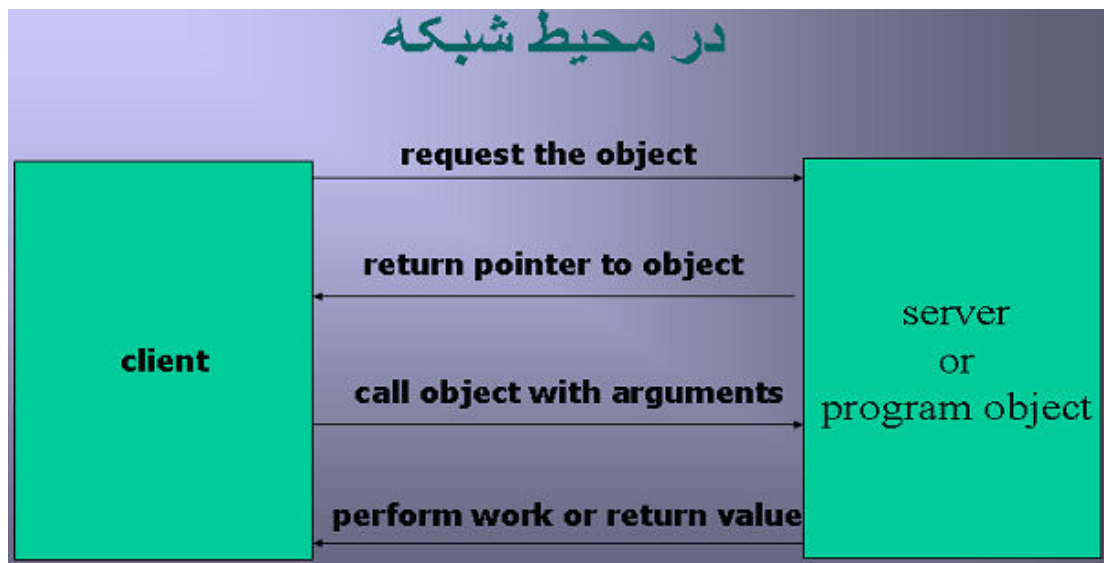 در محیط شبکه
request the object
return pointer to object
client
call object with arguments
perform work or return value
server
or
program object